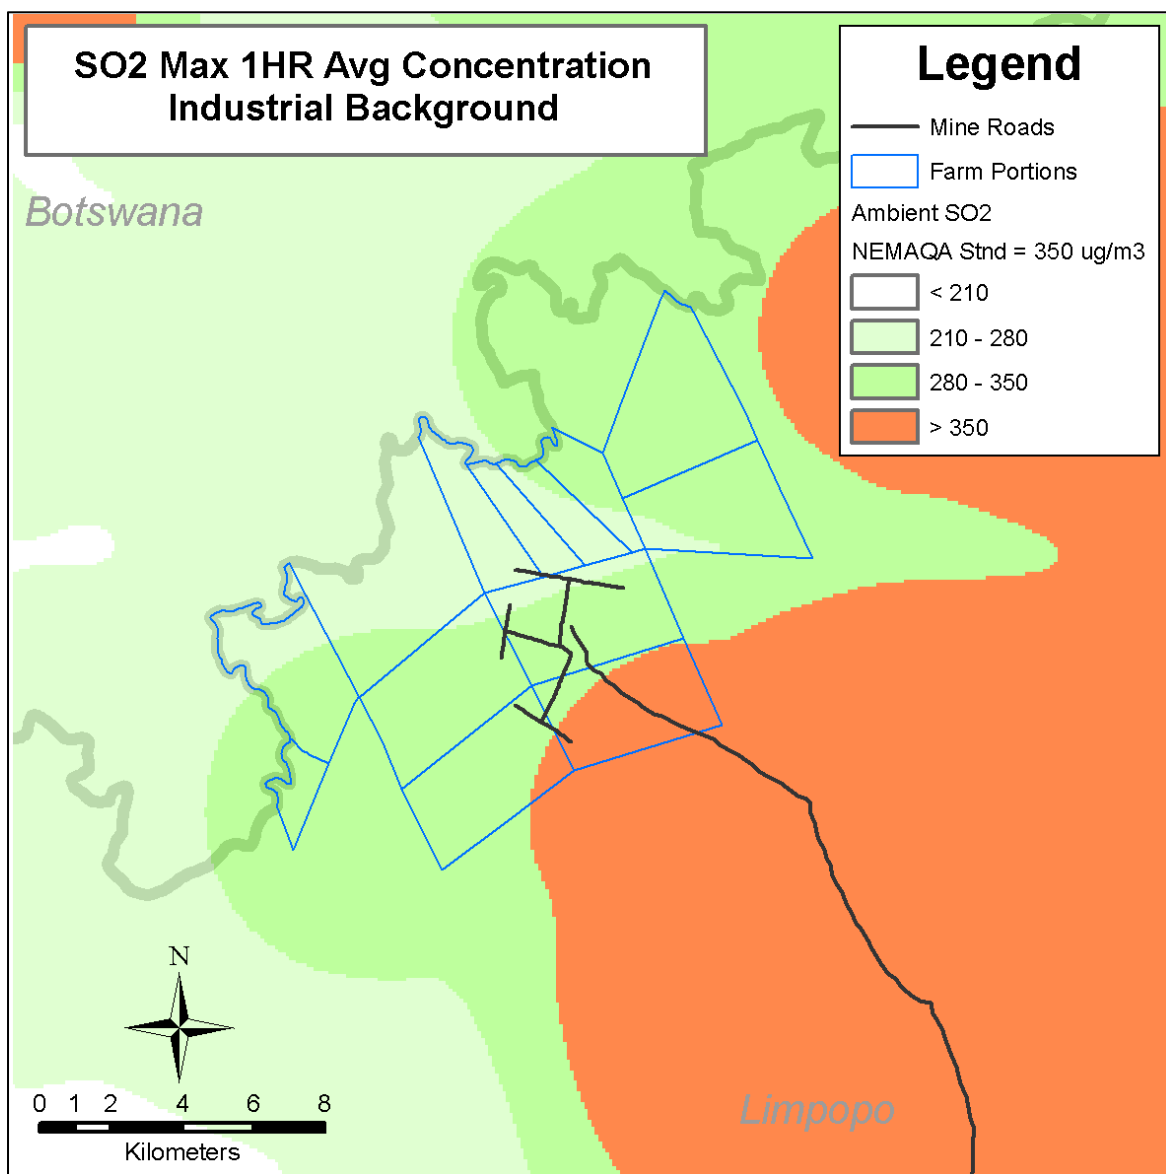 SO2 Max 1HR Avg Concentration
Industrial Background
Legend
Mine Roads
Farm Portions
Ambient SO2
NEMAQA Stnd = 350 ug/m3
< 210
210 - 280
280 - 350
> 350
Botswana
N
0 1 2 4 6 8
Kilometers
Limpopo